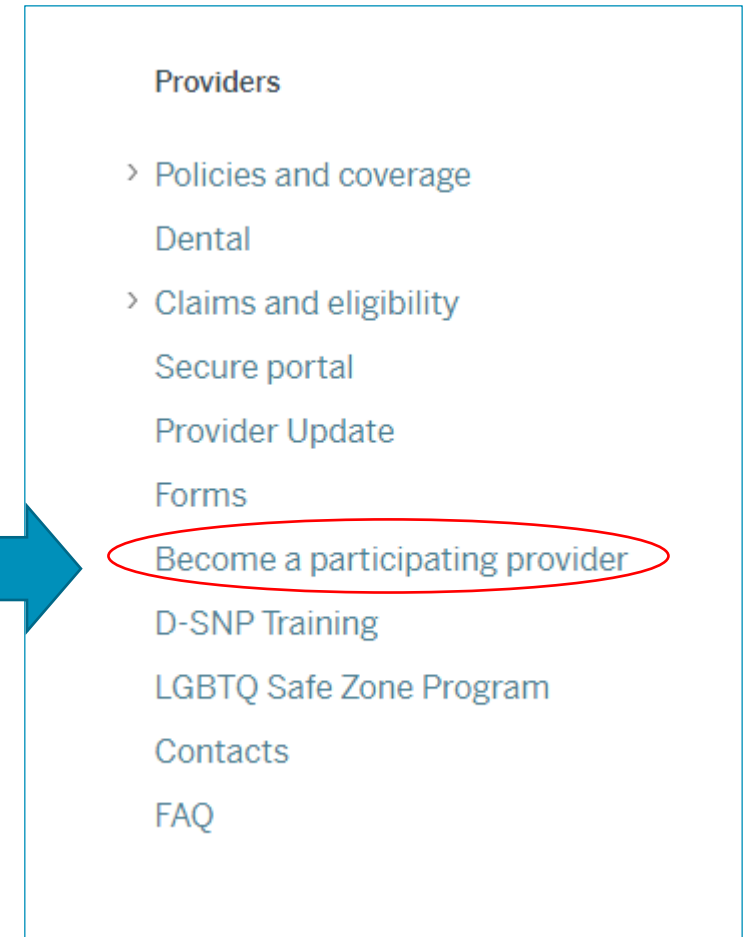 Providers
› Policies and coverage
Dental
› Claims and eligibility
Secure portal
Provider Update
Forms
Become a participating provider
D-SNP Training
LGBTQ Safe Zone Program
Contacts
FAQ